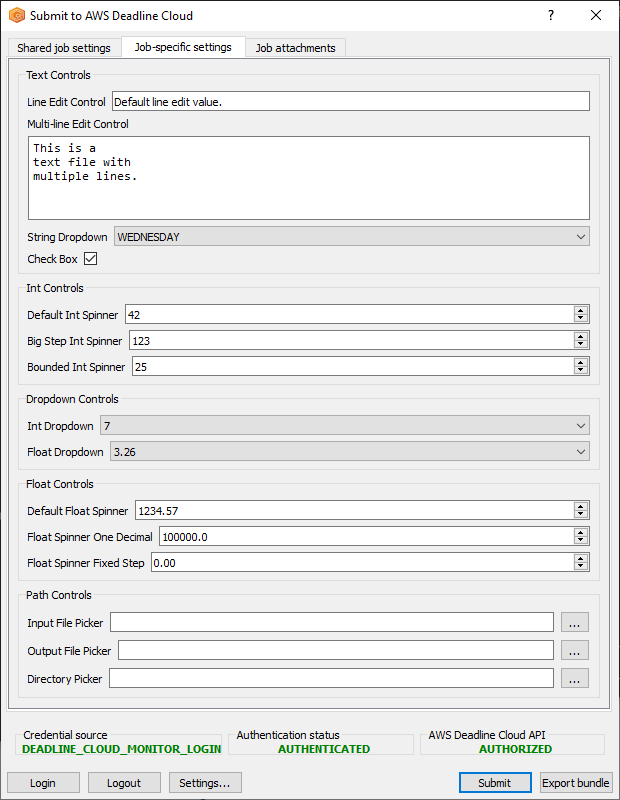 Submit to AWS Deadline Cloud
?
Shared job settings Job-specific settings Job attachments
Text Controls
Line Edit Control Default line edit value.
Multi-line Edit Control
This is a
text file with
multiple lines.
String Dropdown WEDNESDAY
Check Box
Int Controls
Default Int Spinner 42
Big Step Int Spinner 123
Bounded Int Spinner 25
Dropdown Controls
Int Dropdown 7
Float Dropdown 3.26
Float Controls
Default Float Spinner 1234.57
Float Spinner One Decimal 100000.0
Float Spinner Fixed Step 0.00
Path Controls
Input File Picker ...
Output File Picker ...
Directory Picker ...
Credential source Authentication status AWS Deadline Cloud API
DEADLINE_CLOUD_MONITOR_LOGIN AUTHENTICATED AUTHORIZED
Login Logout Settings... Submit Export bundle